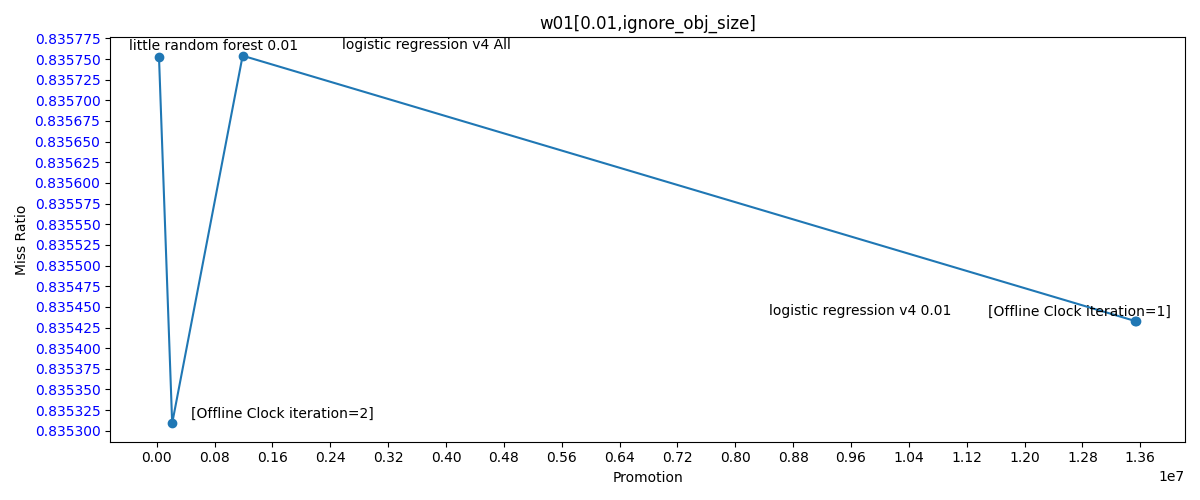 w01[0.01,ignore_obj_size]
0.835775
little random forest 0.01
logistic regression v4 All
0.835750
0.835725
0.835700
0.835675
0.835650
0.835625
0.835600
0.835575
0.835550
0.835525
0.835500
0.835475
0.835450
0.835425
0.835400
0.835375
0.835350
0.835325
0.835300
Miss Ratio
logistic regression v4 0.01
[Offline Clock iteration=1]
[Offline Clock iteration=2]
0.00 0.08 0.16 0.24 0.32 0.40 0.48 0.56 0.64 0.72 0.80 0.88 0.96 1.04 1.12 1.20 1.28 1.36
1e7
Promotion